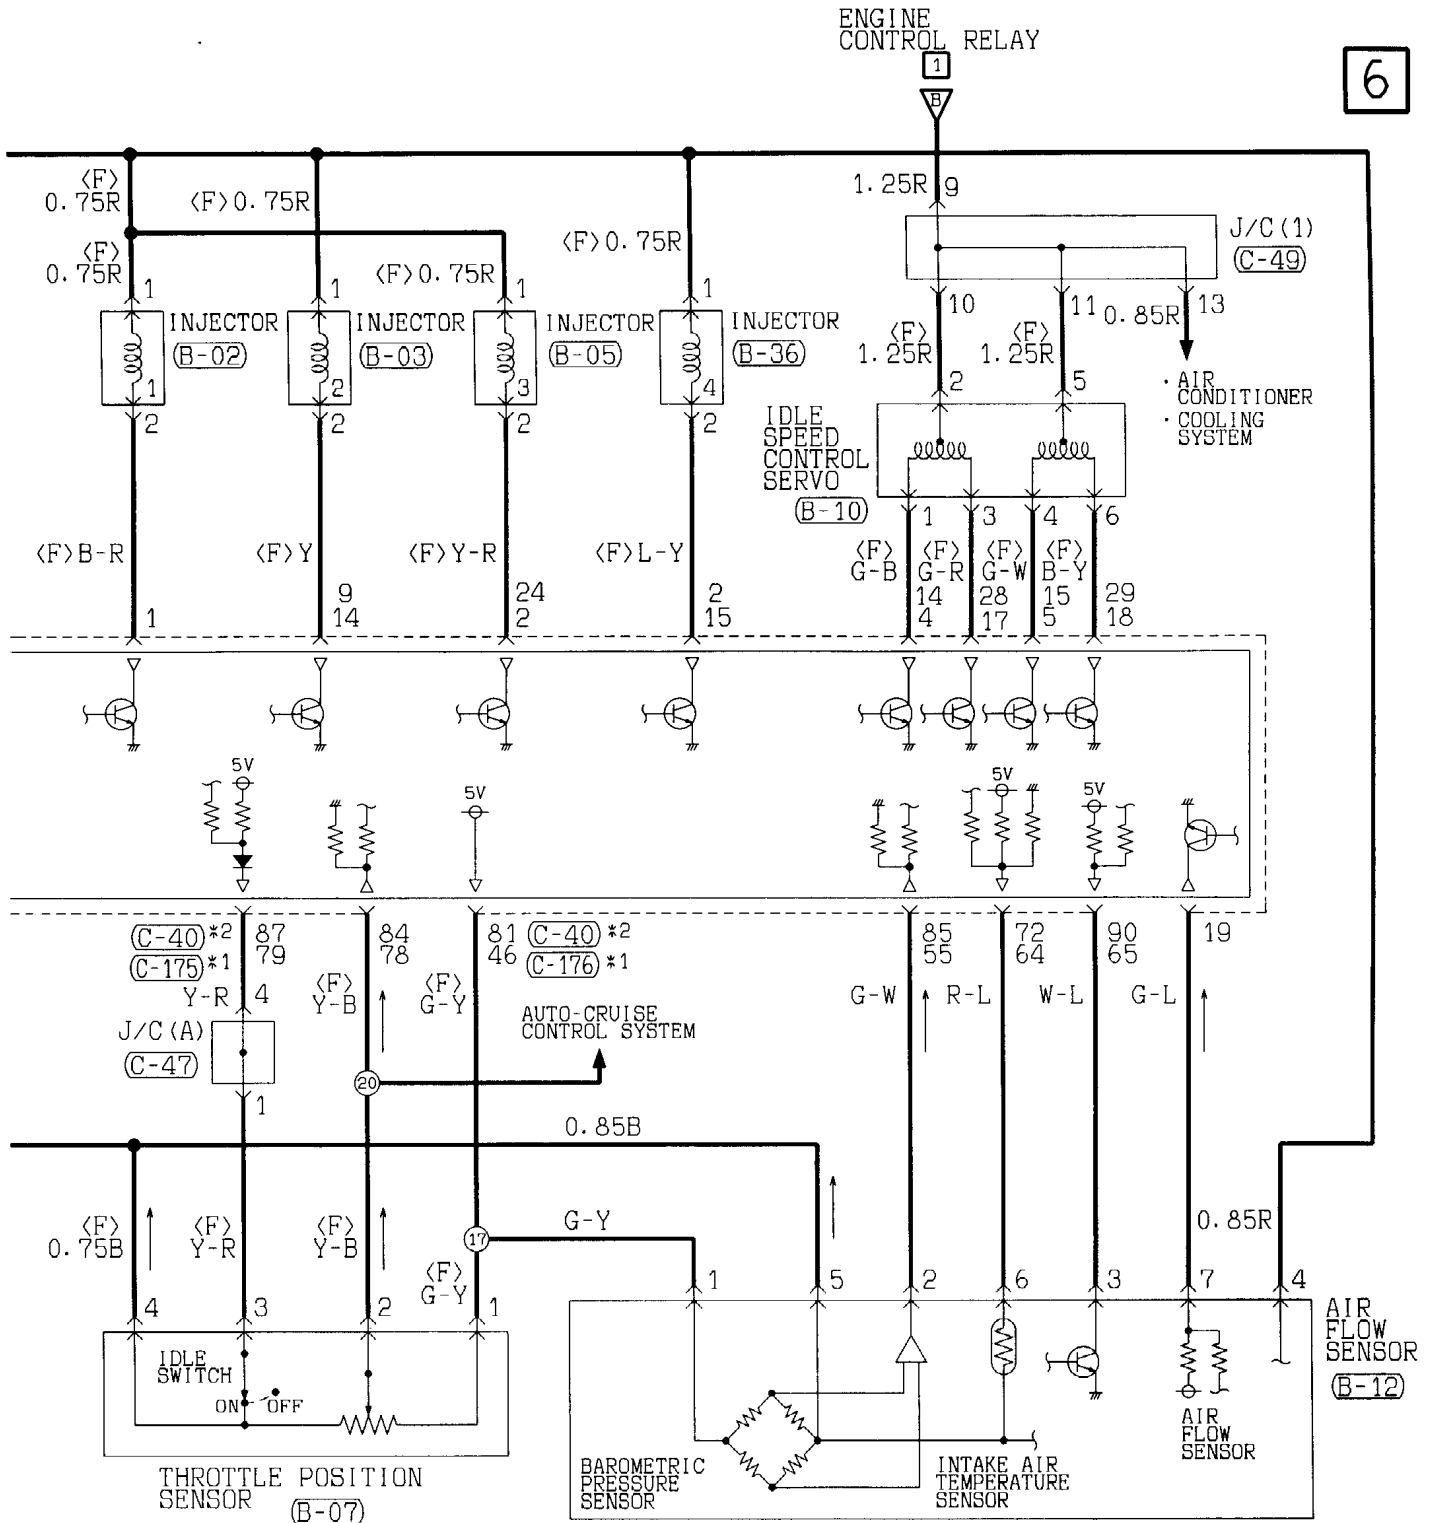 ENGINE
CONTROL RELAY
1
6
B
<F>
0.75R
<F>0.75R
1.25R
9
J/C(1)
(C-49)
<F>
0.75R
<F>0.75R
<F>0.75R
1
1
1
1
10
11
0.85R
13
INJECTOR
(B-02)
INJECTOR
(B-03)
INJECTOR
(B-05)
INJECTOR
(B-36)
<F>
1.25R
<F>
1.25R
1
2
3
4
2
5
· AIR
CONDITIONER
· COOLING
SYSTEM
2
2
2
2
IDLE
SPEED
CONTROL
SERVO
(B-10)
1
3
4
6
<F>B-R
<F>Y
<F>Y-R
<F>L-Y
<F>
G-B
<F>
G-R
<F>
G-W
<F>
B-Y
1
9
14
24
2
2
15
14
4
28
17
15
5
29
18
5V
5V
5V
5V
(C-40)*2
(C-175)*1
87
79
84
78
81
46
(C-40)*2
(C-176)*1
85
55
72
64
90
65
19
Y-R
4
<F>
Y-B
<F>
G-Y
G-W
R-L
W-L
G-L
J/C(A)
(C-47)
AUTO-CRUISE
CONTROL SYSTEM
20
1
0.85B
<F>
0.75B
<F>
Y-R
<F>
Y-B
17
G-Y
0.85R
<F>
G-Y
4
3
2
1
1
5
2
6
3
7
4
AIR
FLOW
SENSOR
(B-12)
IDLE
SWITCH
ON
OFF
THROTTLE POSITION
SENSOR
(B-07)
BAROMETRIC
PRESSURE
SENSOR
INTAKE AIR
TEMPERATURE
SENSOR
AIR
FLOW
SENSOR